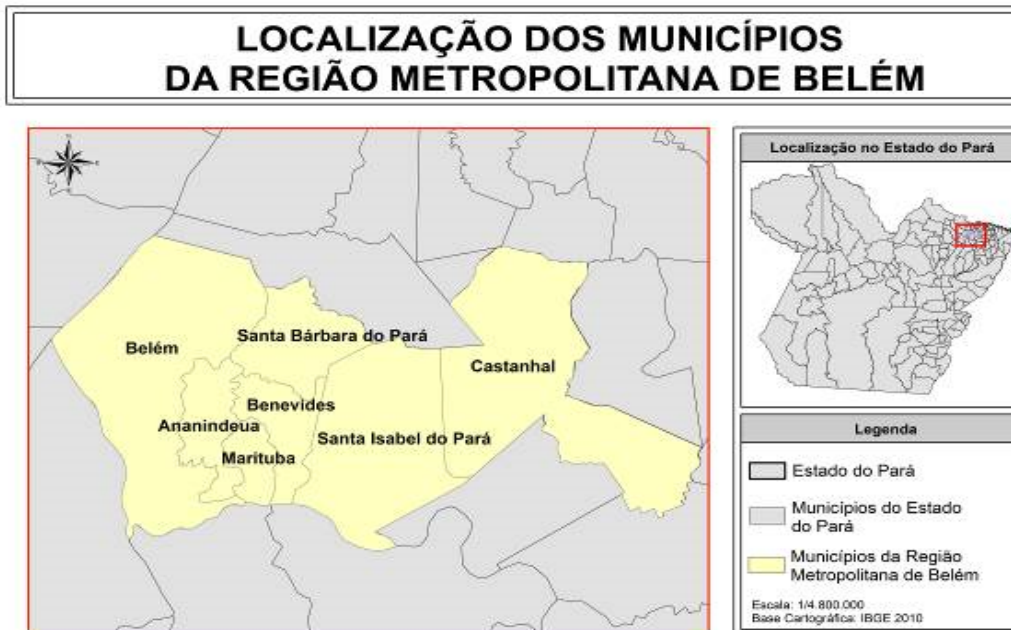 LOCALIZAÇÃO DOS MUNICÍPIOS
DA REGIÃO METROPOLITANA DE BELÉM
Belém
Santa Bárbara do Pará
Castanhal
Benevides
Ananindeua
Santa Isabel do Pará
Marituba
Localização no Estado do Pará
Legenda
Estado do Pará
Municípios do Estado
do Pará
Municípios da Região
Metropolitana de Belém
Escala: 1/4.800.000
Base Cartográfica: IBGE 2010